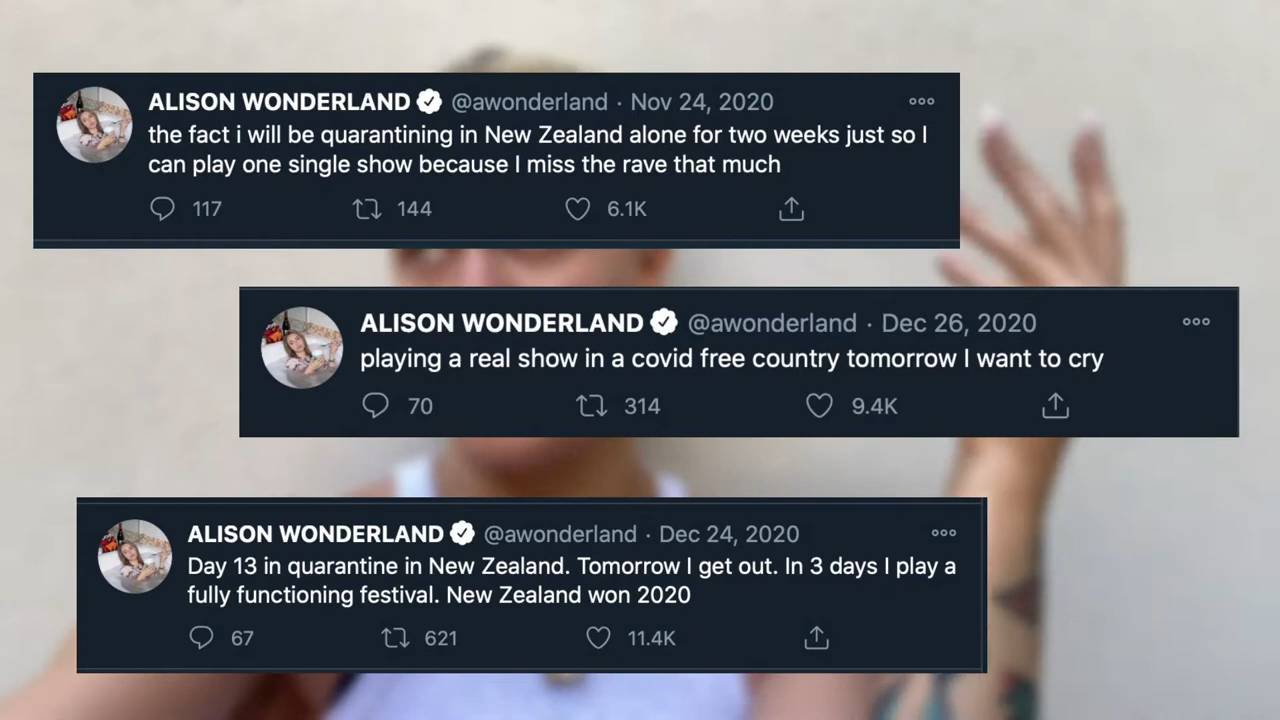 ALISON WONDERLAND @awonderland · Nov 24, 2020
the fact i will be quarantining in New Zealand alone for two weeks just so I
can play one single show because I miss the rave that much
117 144 6.1K
ALISON WONDERLAND @awonderland · Dec 26, 2020
playing a real show in a covid free country tomorrow I want to cry
70 314 9.4K
ALISON WONDERLAND @awonderland · Dec 24, 2020
Day 13 in quarantine in New Zealand. Tomorrow I get out. In 3 days I play a
fully functioning festival. New Zealand won 2020
67 621 11.4K